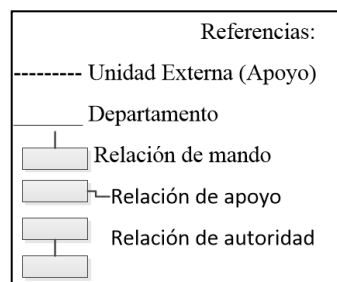 Referencias:
Unidad Externa (Apoyo)
Departamento
Relación de mando
Relación de apoyo
Relación de autoridad